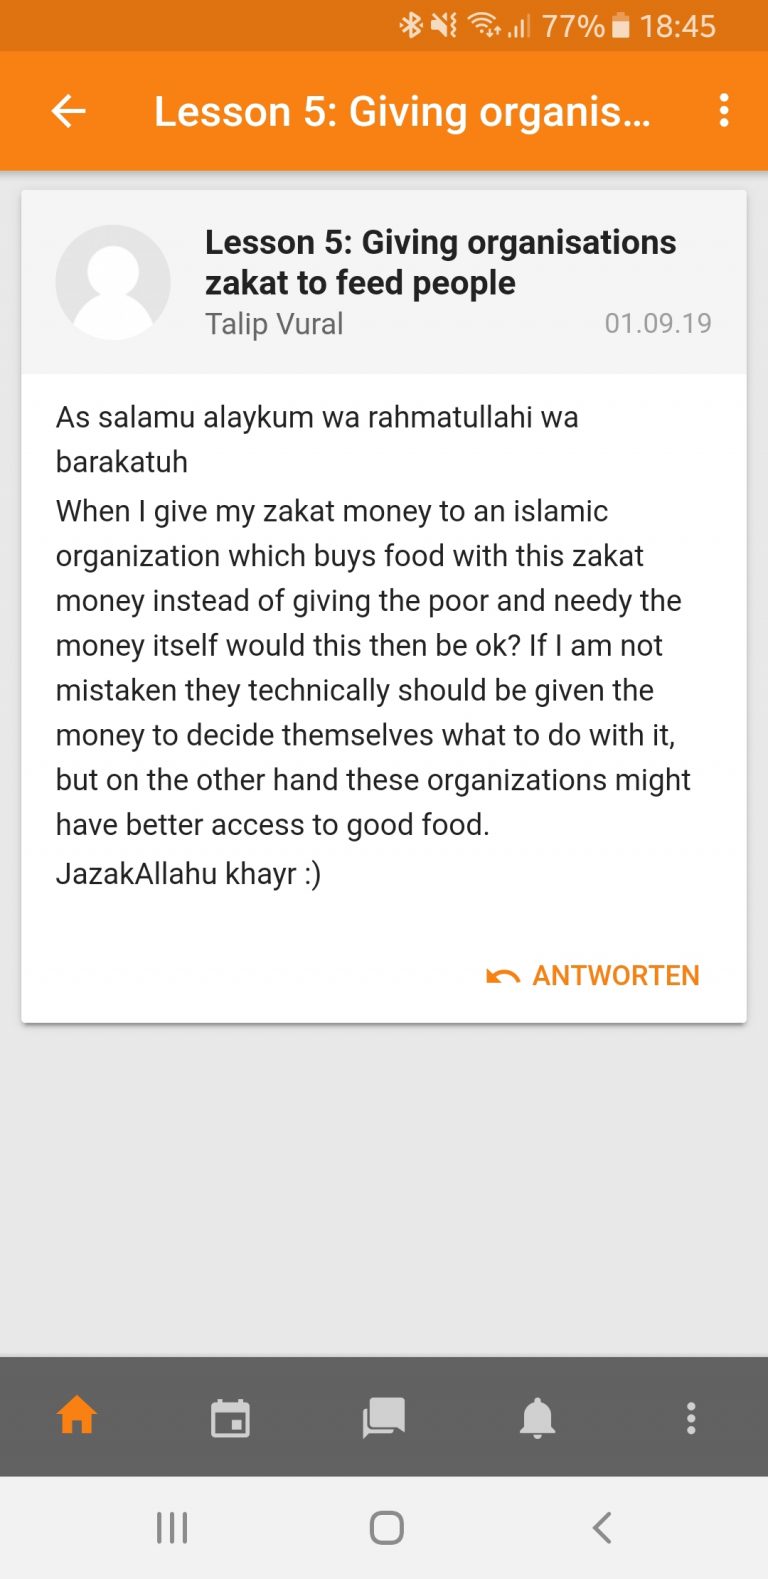 77% 18:45
Lesson 5: Giving organis...
Lesson 5: Giving organisations
zakat to feed people
Talip Vural 01.09.19
As salamu alaykum wa rahmatullahi wa
barakatuh
When I give my zakat money to an islamic
organization which buys food with this zakat
money instead of giving the poor and needy the
money itself would this then be ok? If I am not
mistaken they technically should be given the
money to decide themselves what to do with it,
but on the other hand these organizations might
have better access to good food.
JazakAllahu khayr :)
ANTWORTEN